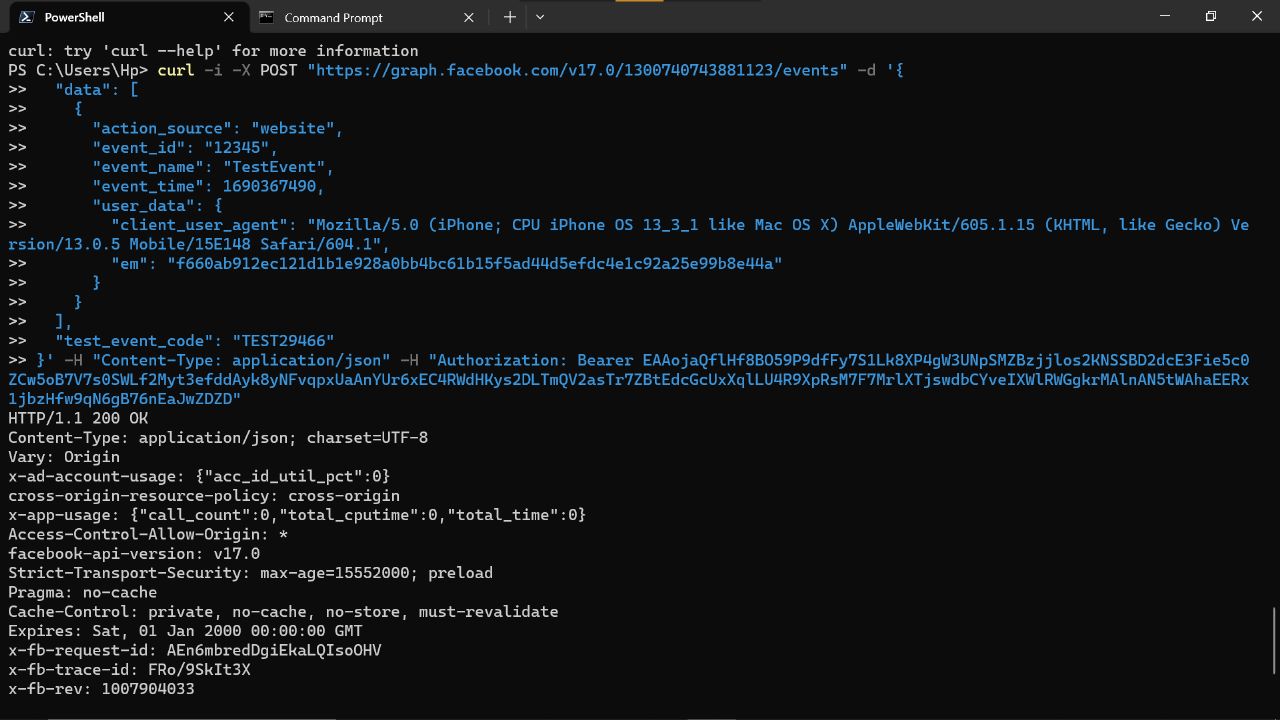 PowerShell
Command Prompt
curl: try 'curl --help' for more information
PS C:\Users\Hp> curl -i -X POST "https://graph.facebook.com/v17.0/1300740743881123/events" -d '{
>>   "data": [
>>     {
>>       "action_source": "website",
>>       "event_id": "12345",
>>       "event_name": "TestEvent",
>>       "event_time": 1690367490,
>>       "user_data": {
>>         "client_user_agent": "Mozilla/5.0 (iPhone; CPU iPhone OS 13_3_1 like Mac OS X) AppleWebKit/605.1.15 (KHTML, like Gecko) Ve
rsion/13.0.5 Mobile/15E148 Safari/604.1",
>>         "em": "f660ab912ec121d1b1e928a0bb4bc61b15f5ad44d5efdc4e1c92a25e99b8e44a"
>>       }
>>     }
>>   ],
>>   "test_event_code": "TEST29466"
>> }' -H "Content-Type: application/json" -H "Authorization: Bearer EAAojaQflHf8BO59P9dfFy7S1Lk8XP4gW3UNpSMZBzjjlos2KNSSBD2dcE3Fie5c0
ZCw5oB7V7s0SWLf2Myt3efddAyk8yNFvqpxUaAnYUr6xEC4RWdHKys2DLTmQV2asTr7ZBtEdcGcUxXqlLU4R9XpRsM7F7MrlXTjswdbCYveIXWlRWGgkrMAlnAN5tWAhaEERx
1jbzHfw9qN6gB76nEaJwZDZD"
HTTP/1.1 200 OK
Content-Type: application/json; charset=UTF-8
Vary: Origin
x-ad-account-usage: {"acc_id_util_pct":0}
cross-origin-resource-policy: cross-origin
x-app-usage: {"call_count":0,"total_cputime":0,"total_time":0}
Access-Control-Allow-Origin: *
facebook-api-version: v17.0
Strict-Transport-Security: max-age=15552000; preload
Pragma: no-cache
Cache-Control: private, no-cache, no-store, must-revalidate
Expires: Sat, 01 Jan 2000 00:00:00 GMT
x-fb-request-id: AEn6mbredDgiEkaLQIsoOHV
x-fb-trace-id: FRo/9SkIt3X
x-fb-rev: 1007904033